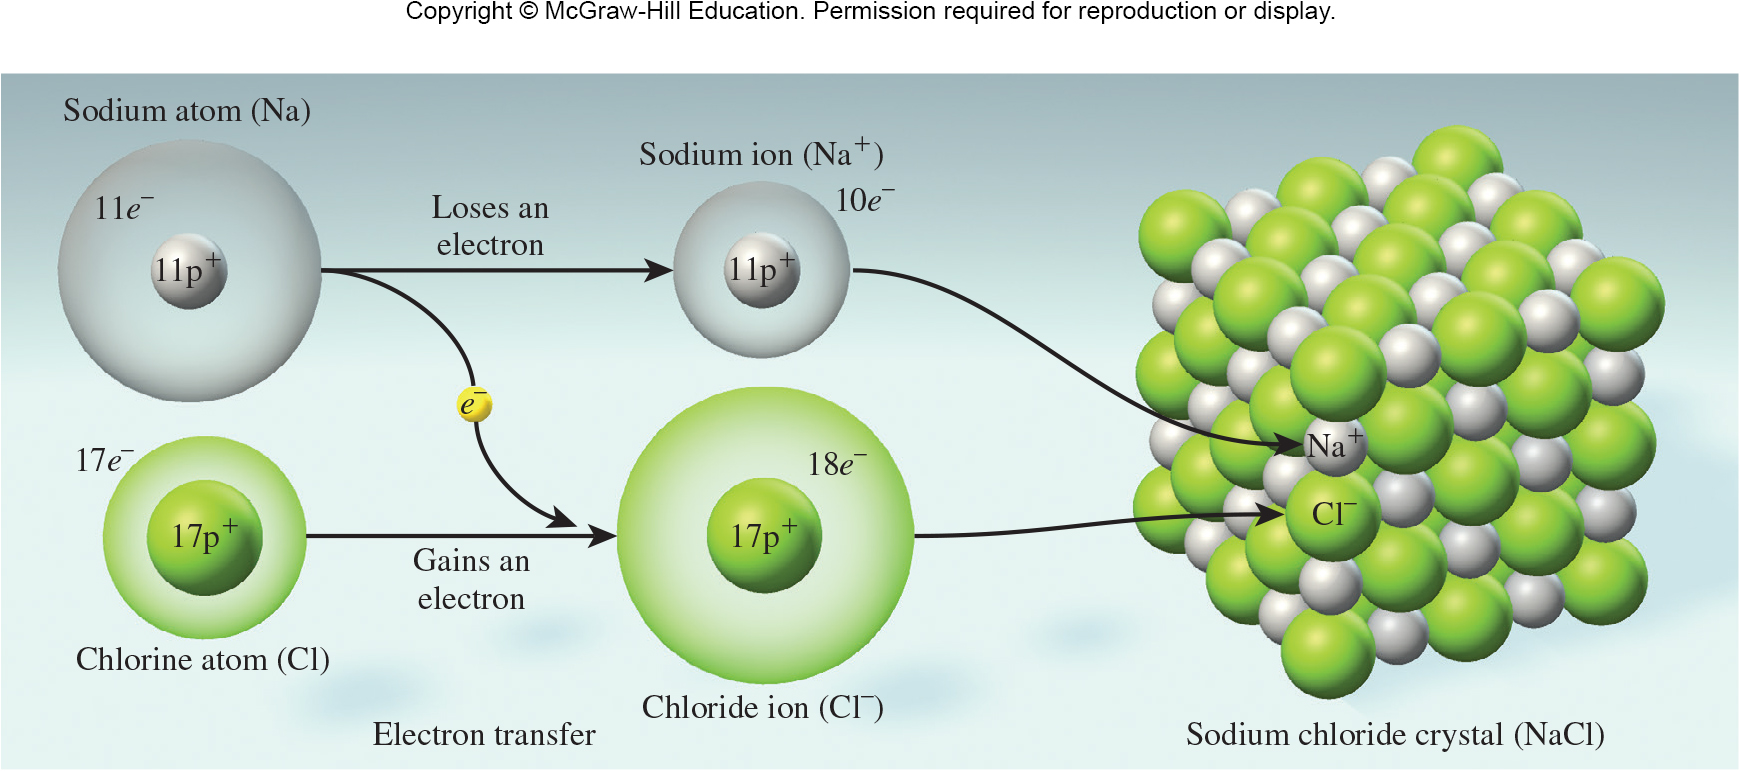 Copyright © McGraw-Hill Education. Permission required for reproduction or display.
Sodium atom (Na)
11e⁻
11p⁺
Loses an
electron
Sodium ion (Na⁺)
10e⁻
11p⁺
e⁻
17e⁻
17p⁺
Chlorine atom (Cl)
Gains an
electron
18e⁻
17p⁺
Chloride ion (Cl⁻)
Electron transfer
Na⁺
Cl⁻
Sodium chloride crystal (NaCl)